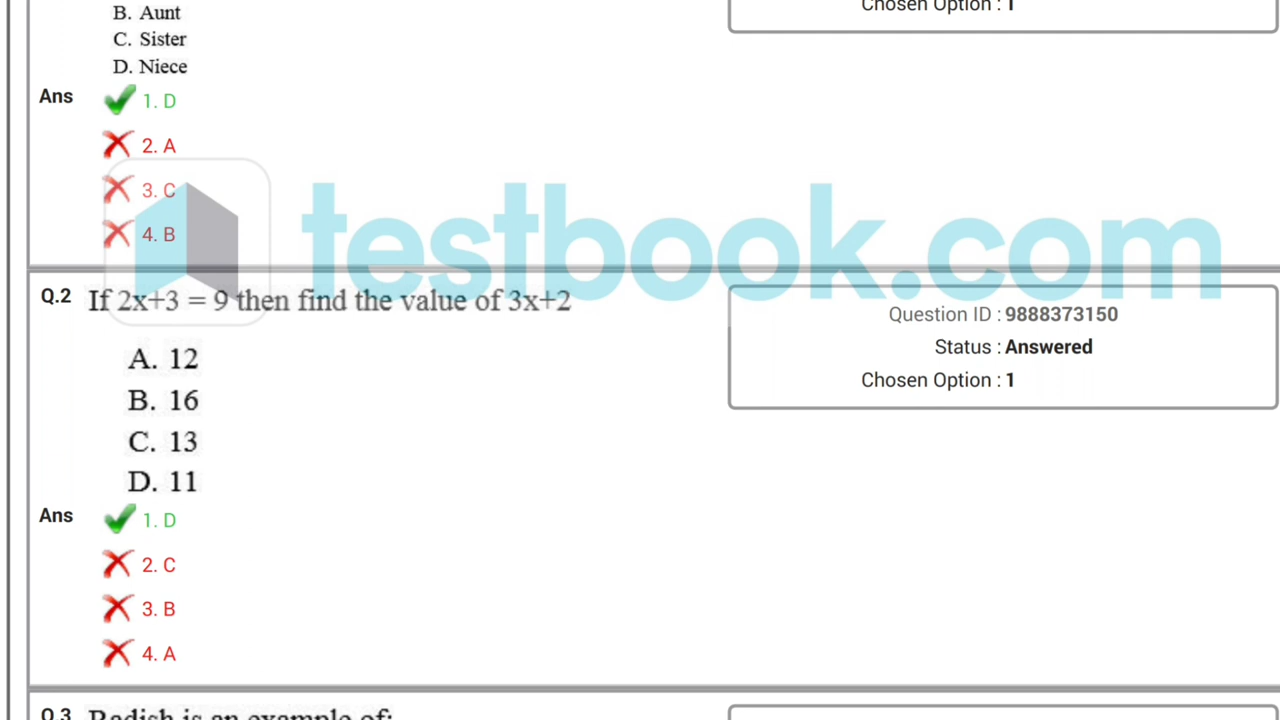 B. Aunt
Chosen Option : 1
C. Sister
D. Niece
Ans
1. D
2. A
3. C
4. B
testbook.com
Q.2 If 2x+3 = 9 then find the value of 3x+2
A. 12
B. 16
C. 13
D. 11
Question ID : 9888373150
Status : Answered
Chosen Option : 1
Ans
1. D
2. C
3. B
4. A
Q.3 Radish is an example of: